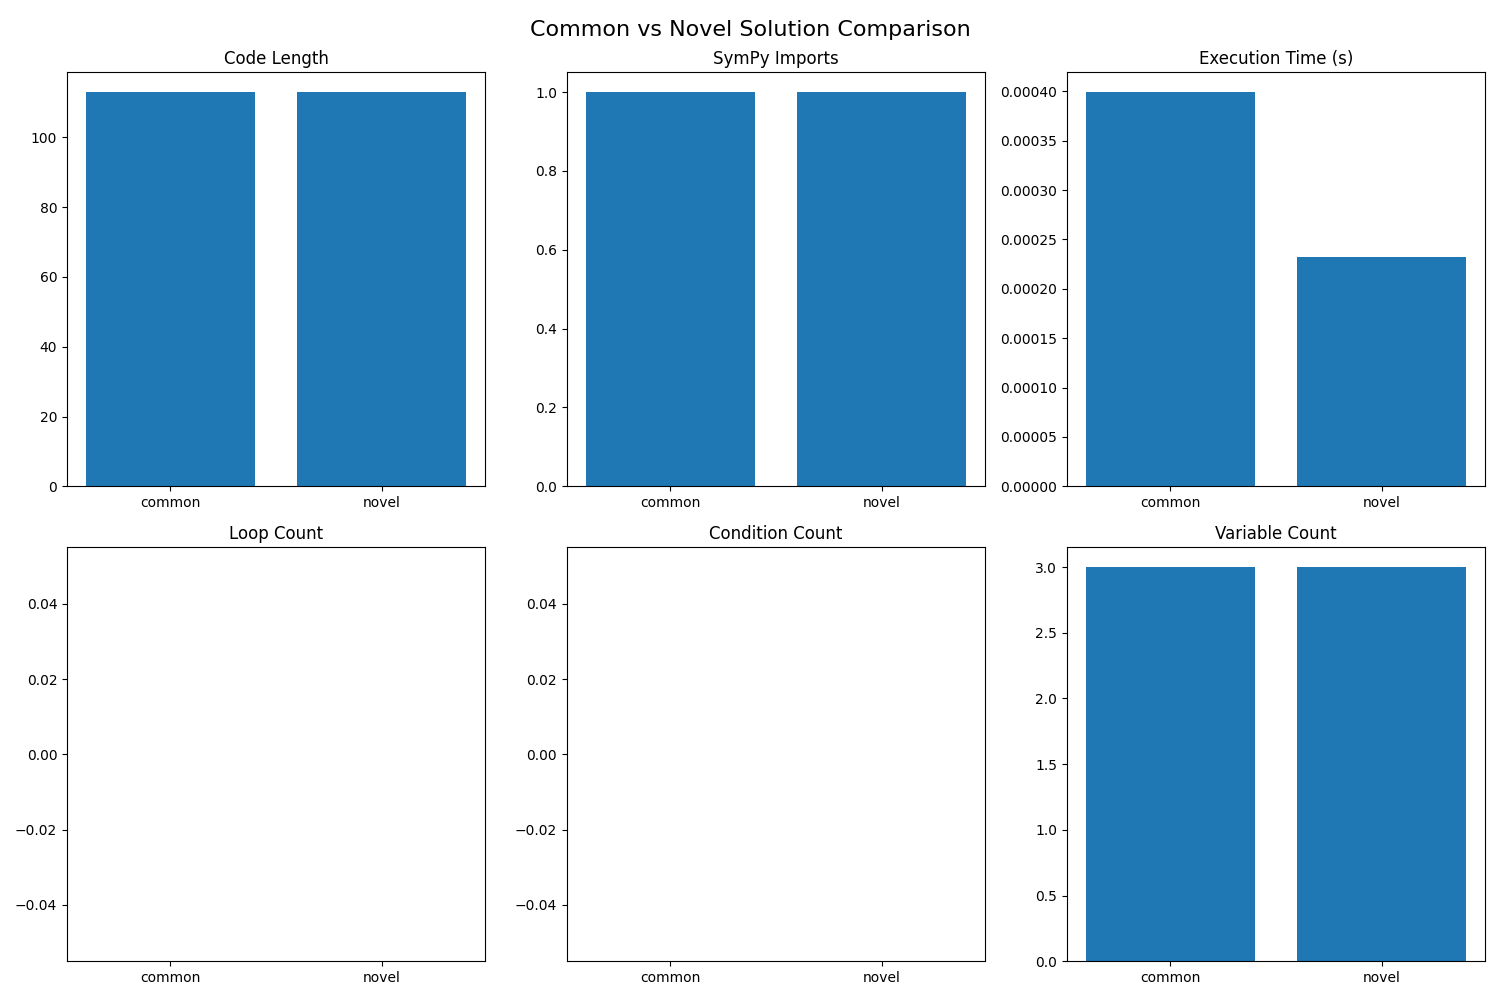 Common vs Novel Solution Comparison
Code Length
100
80
60
40
20
0
common novel
SymPy Imports
1.0
0.8
0.6
0.4
0.2
0.0
common novel
Execution Time (s)
0.00040
0.00035
0.00030
0.00025
0.00020
0.00015
0.00010
0.00005
0.00000
common novel
Loop Count
0.04
0.02
0.00
−0.02
−0.04
common novel
Condition Count
0.04
0.02
0.00
−0.02
−0.04
common novel
Variable Count
3.0
2.5
2.0
1.5
1.0
0.5
0.0
common novel